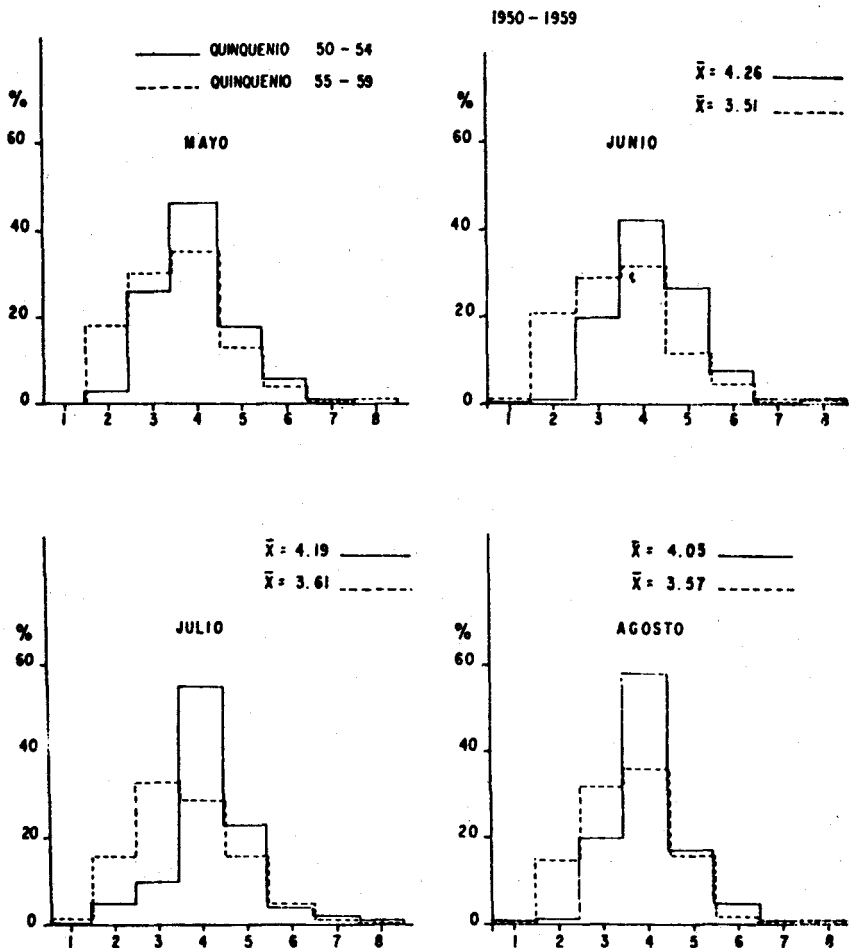 1950-1959
QUINQUENIO 50-54
QUINQUENIO 55-59
%
MAYO
60
40
20
0
1 2 3 4 5 6 7 8
X̄= 4.26
X̄= 3.51
%
JUNIO
60
40
20
0
1 2 3 4 5 6 7 8
X̄= 4.19
X̄= 3.61
%
JULIO
60
40
20
0
1 2 3 4 5 6 7 8
X̄= 4.05
X̄= 3.57
%
AGOSTO
60
40
20
0
1 2 3 4 5 6 7 8